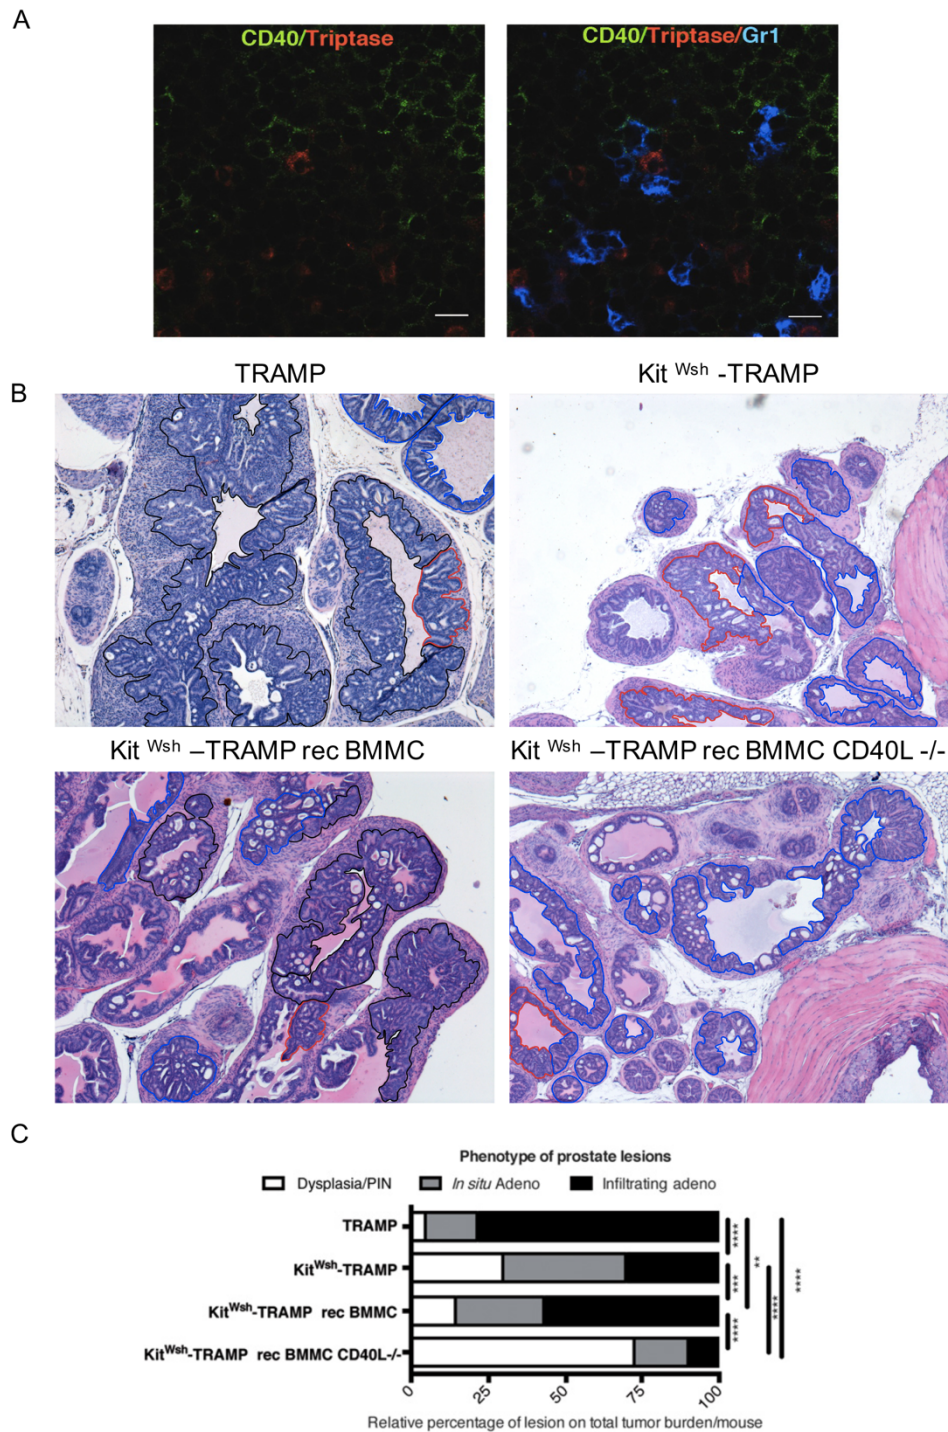 A
CD40/Triptase
CD40/Triptase/Gr1
B
TRAMP
Kit Wsh -TRAMP
Kit Wsh –TRAMP rec BMMC
Kit Wsh –TRAMP rec BMMC CD40L -/-
C
Phenotype of prostate lesions
Dysplasia/PIN
In situ Adeno
Infiltrating adeno
TRAMP
KitWsh-TRAMP
KitWsh-TRAMP rec BMMC
KitWsh-TRAMP rec BMMC CD40L-/-
****
***
****
**
****
****
0
25
50
75
100
Relative percentage of lesion on total tumor burden/mouse